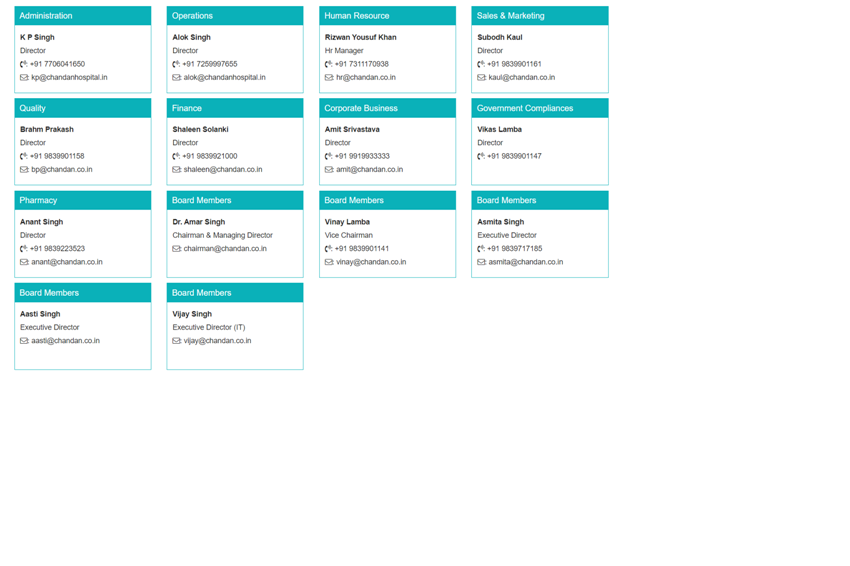 Administration
K P Singh
Director
: +91 7706041650
: kp@chandanhospital.in
Operations
Alok Singh
Director
: +91 7259997655
: alok@chandanhospital.in
Human Resource
Rizwan Yousuf Khan
Hr Manager
: +91 7311170938
: hr@chandan.co.in
Sales & Marketing
Subodh Kaul
Director
: +91 9839901161
: kaul@chandan.co.in
Quality
Brahm Prakash
Director
: +91 9839901158
: bp@chandan.co.in
Finance
Shaleen Solanki
Director
: +91 9839921000
: shaleen@chandan.co.in
Corporate Business
Amit Srivastava
Director
: +91 9919933333
: amit@chandan.co.in
Government Compliances
Vikas Lamba
Director
: +91 9839901147
Pharmacy
Anant Singh
Director
: +91 9839223523
: anant@chandan.co.in
Board Members
Dr. Amar Singh
Chairman & Managing Director
: chairman@chandan.co.in
Board Members
Vinay Lamba
Vice Chairman
: +91 9839901141
: vinay@chandan.co.in
Board Members
Asmita Singh
Executive Director
: +91 9839717185
: asmita@chandan.co.in
Board Members
Aasti Singh
Executive Director
: aasti@chandan.co.in
Board Members
Vijay Singh
Executive Director (IT)
: vijay@chandan.co.in